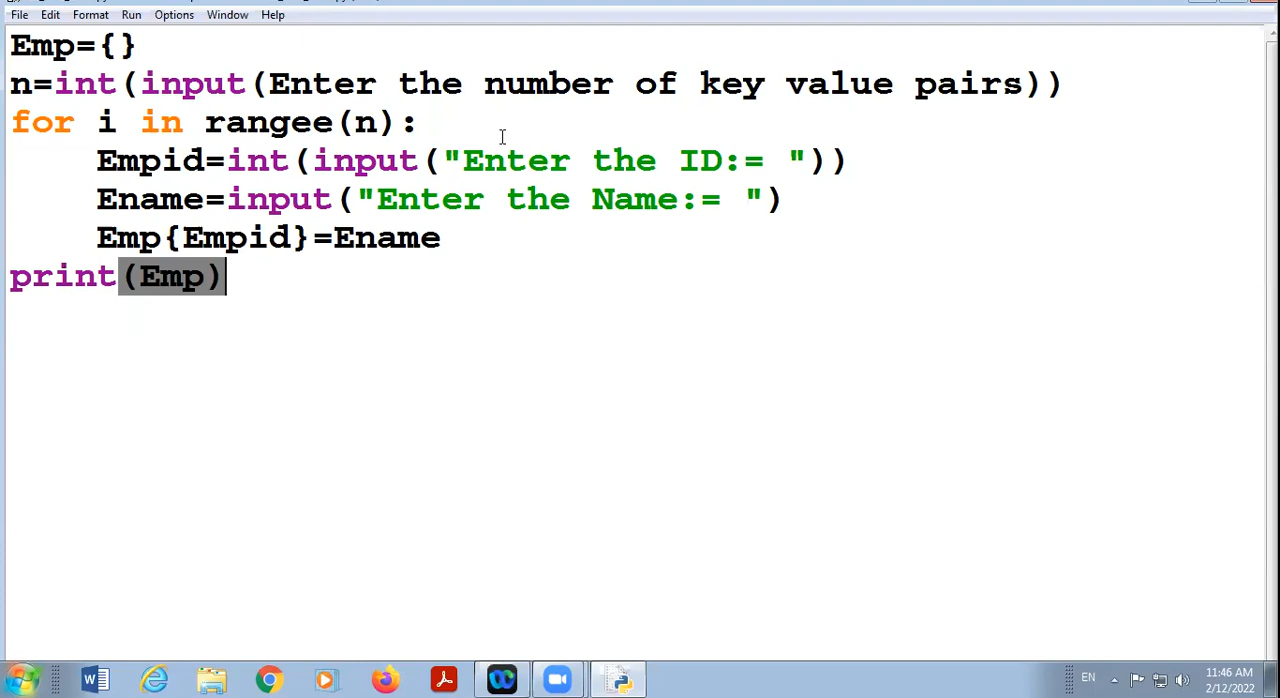 File Edit Format Run Options Window Help
Emp={}
n=int(input(Enter the number of key value pairs))
for i in rangee(n):
Empid=int(input("Enter the ID:= "))
Ename=input("Enter the Name:= ")
Emp{Empid}=Ename
print(Emp)
EN
11:46 AM
2/12/2022